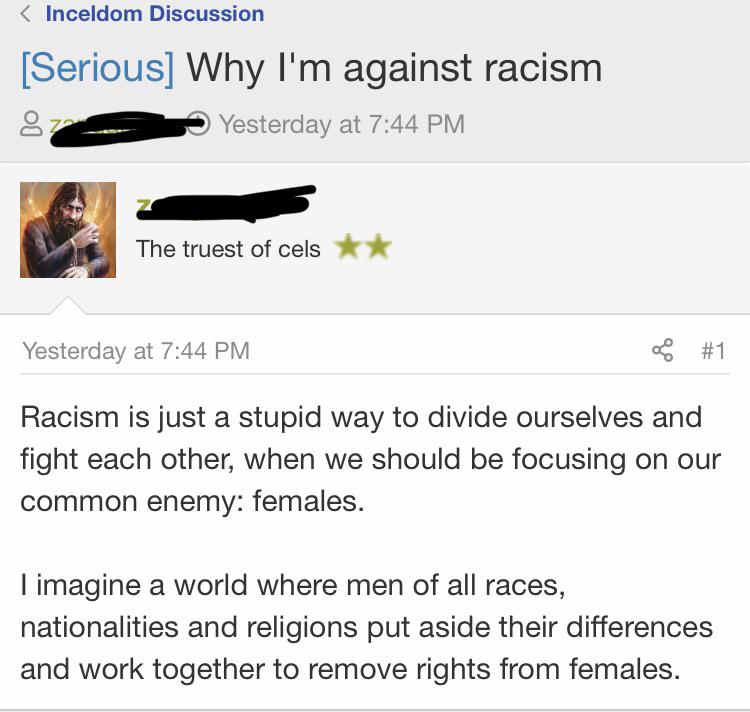 Inceldom Discussion
[Serious] Why I'm against racism
Yesterday at 7:44 PM
The truest of cels
Yesterday at 7:44 PM #1
Racism is just a stupid way to divide ourselves and
fight each other, when we should be focusing on our
common enemy: females.
I imagine a world where men of all races,
nationalities and religions put aside their differences
and work together to remove rights from females.